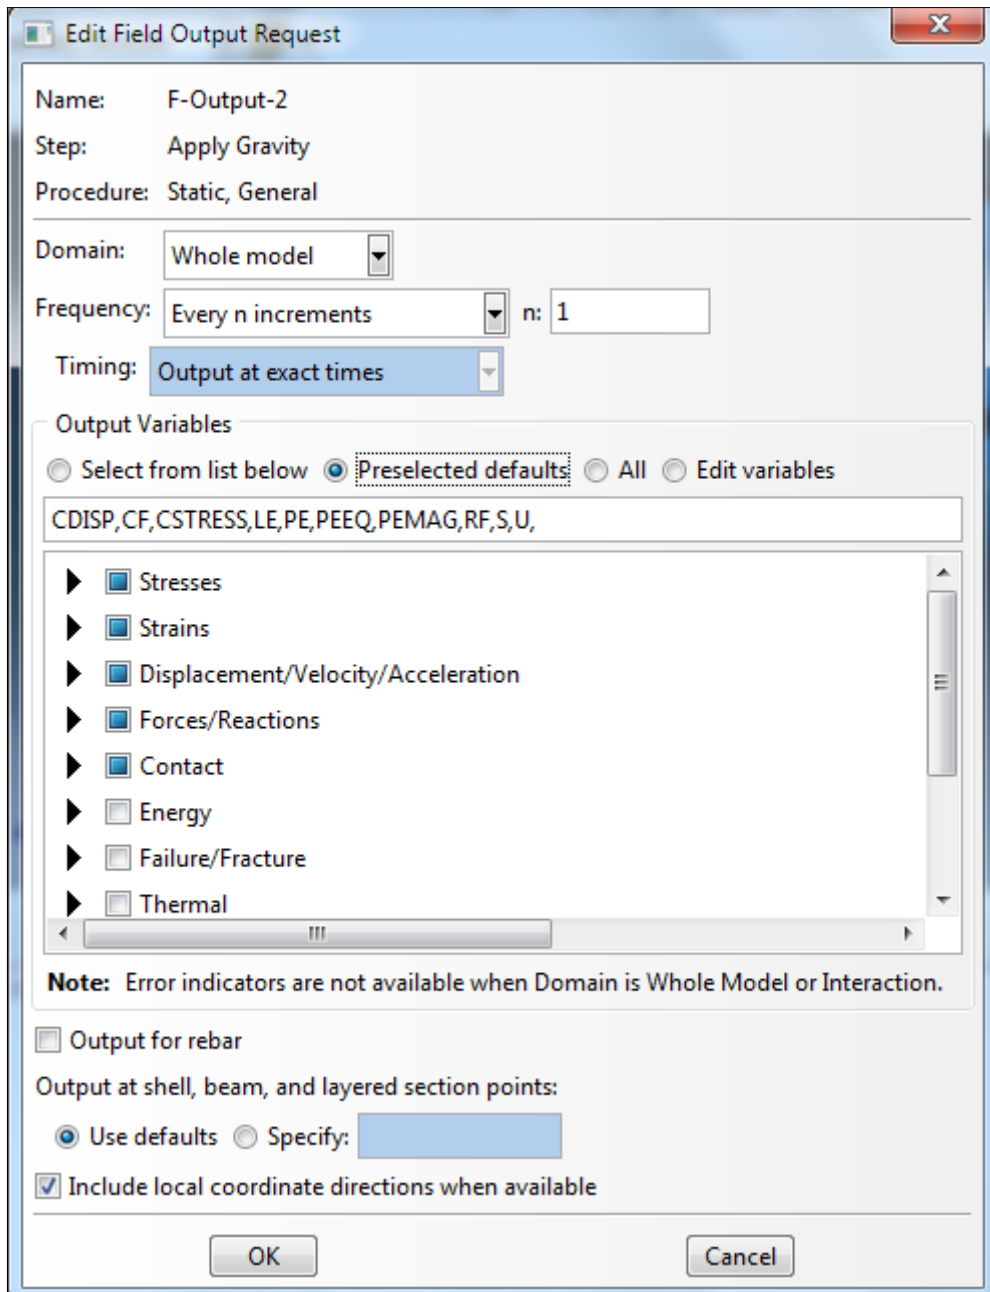 Edit Field Output Request
X
Name: F-Output-2
Step: Apply Gravity
Procedure: Static, General
Domain: Whole model
Frequency: Every n increments n: 1
Timing: Output at exact times
Output Variables
Select from list below Preselected defaults All Edit variables
CDISP,CF,CSTRESS,LE,PE,PEEQ,PEMAG,RF,S,U,
Stresses
Strains
Displacement/Velocity/Acceleration
Forces/Reactions
Contact
Energy
Failure/Fracture
Thermal
Note: Error indicators are not available when Domain is Whole Model or Interaction.
Output for rebar
Output at shell, beam, and layered section points:
Use defaults Specify:
Include local coordinate directions when available
OK Cancel